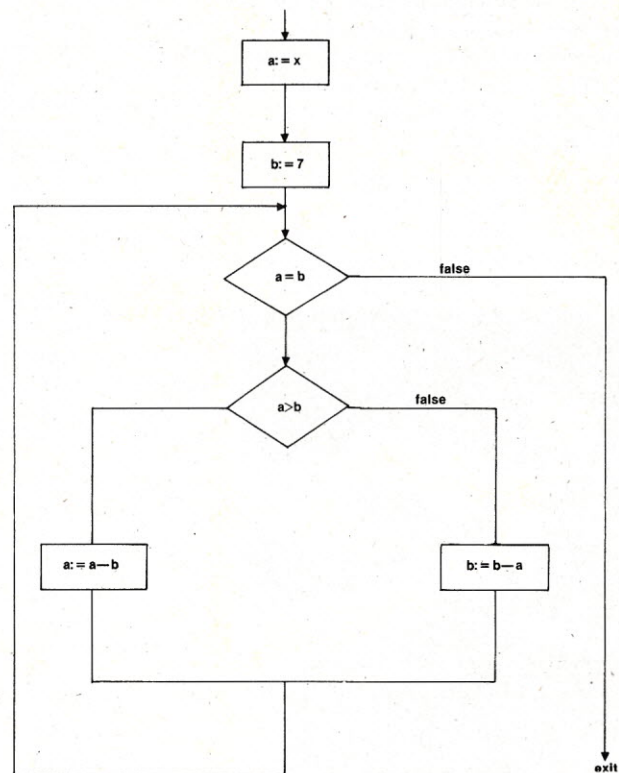 a: = x
b: = 7
a = b
false
a>b
false
a: = a—b
b: = b—a
exit